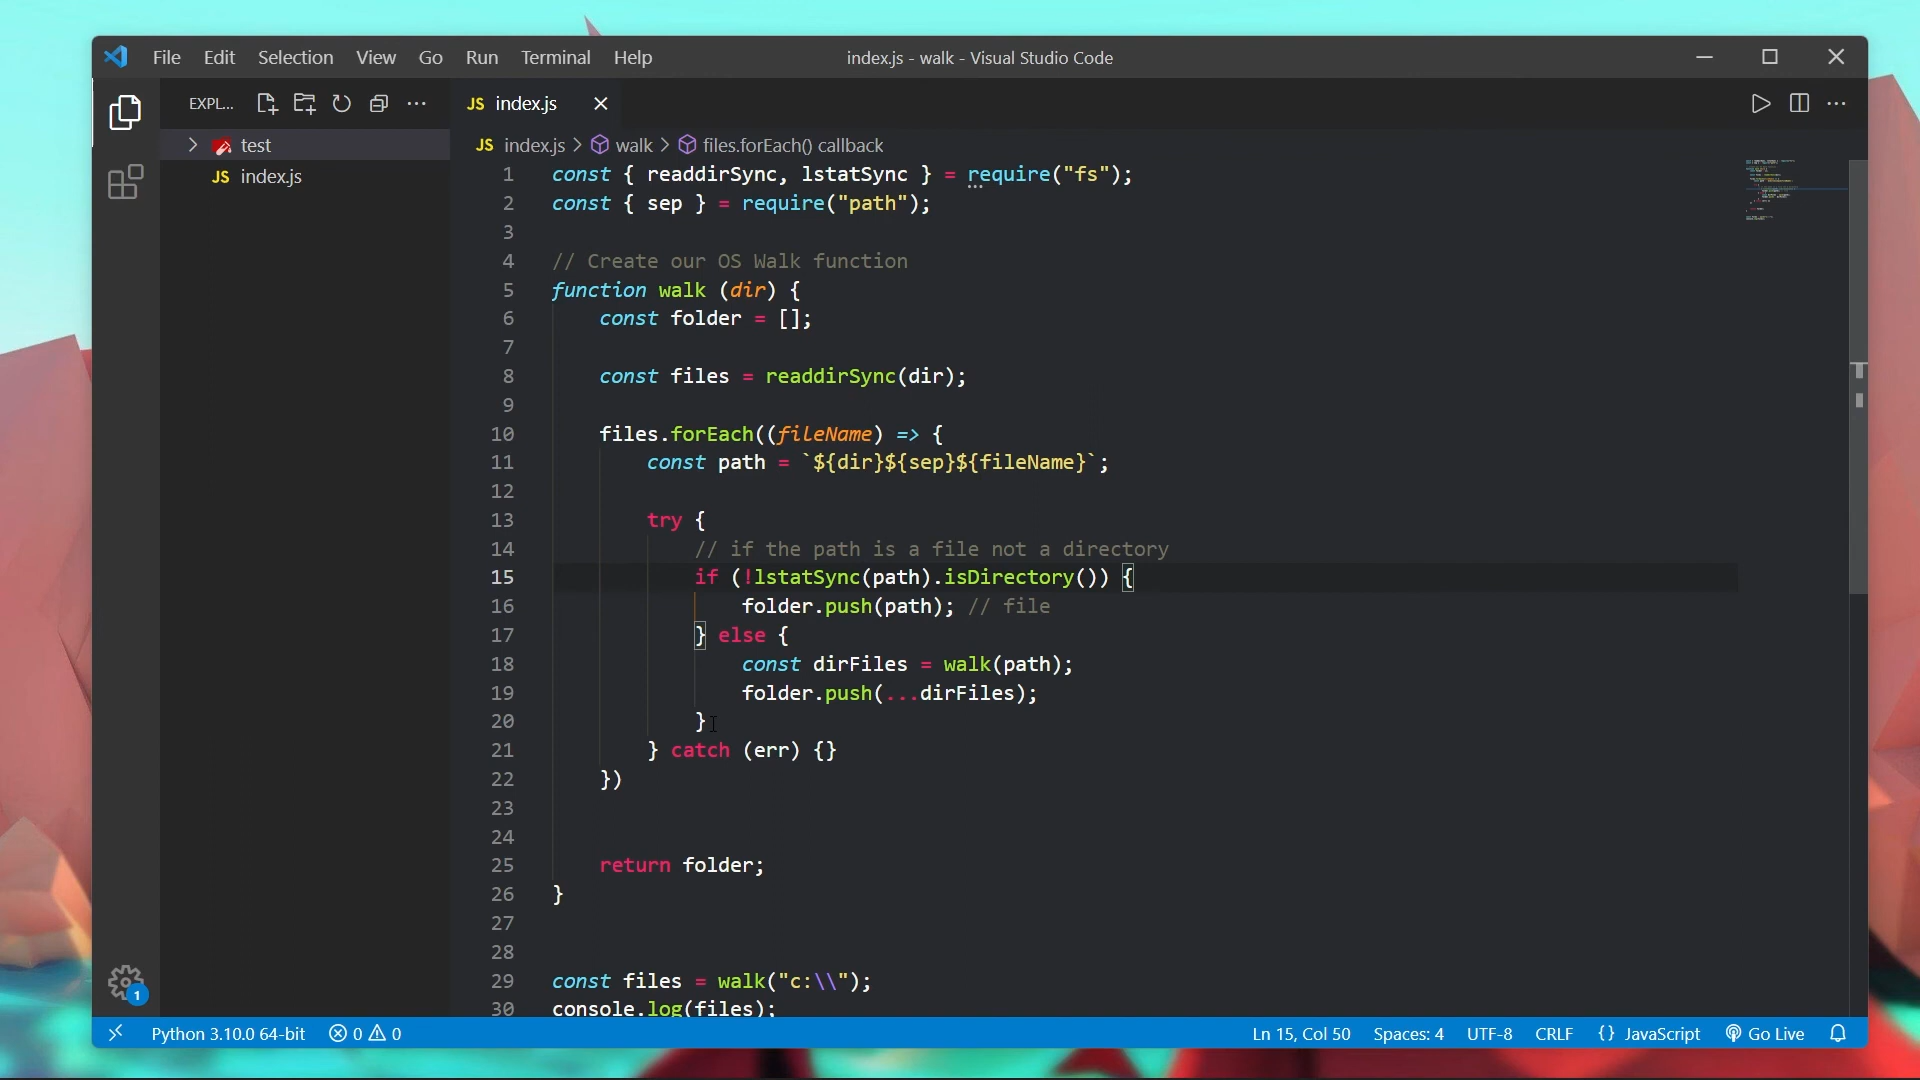 File Edit Selection View Go Run Terminal Help index.js - walk - Visual Studio Code
EXPL... JS index.js
test
JS index.js
JS index.js > walk > files.forEach() callback
1 const { readdirSync, lstatSync } = require("fs");
2 const { sep } = require("path");
3
4 // Create our OS Walk function
5 function walk (dir) {
6 const folder = [];
7
8 const files = readdirSync(dir);
9
10 files.forEach((fileName) => {
11 const path = `${dir}${sep}${fileName}`;
12
13 try {
14 // if the path is a file not a directory
15 if (!lstatSync(path).isDirectory()) {
16 folder.push(path); // file
17 } else {
18 const dirFiles = walk(path);
19 folder.push(...dirFiles);
20 }
21 } catch (err) {}
22 })
23
24
25 return folder;
26 }
27
28
29 const files = walk("c:\\");
30 console.log(files);
1
Python 3.10.0 64-bit 0 0 Ln 15, Col 50 Spaces: 4 UTF-8 CRLF {} JavaScript Go Live